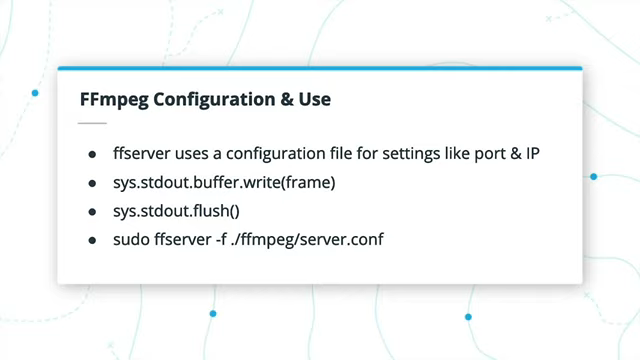 FFmpeg Configuration & Use
● ffserver uses a configuration file for settings like port & IP
● sys.stdout.buffer.write(frame)
● sys.stdout.flush()
● sudo ffserver -f ./ffmpeg/server.conf